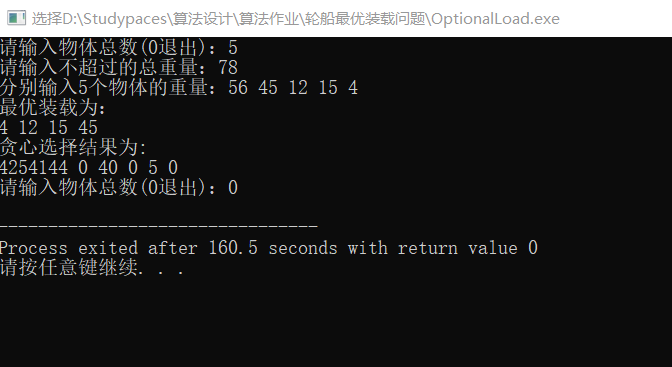 选择D:\Studypaces\算法设计\算法作业\轮船最优装载问题\OptionalLoad.exe
请输入物体总数(0退出)：5
请输入不超过的总重量：78
分别输入5个物体的重量：56 45 12 15 4
最优装载为：
4 12 15 45
贪心选择结果为:
4254144 0 40 0 5 0
请输入物体总数(0退出)：0
--------------------------------
Process exited after 160.5 seconds with return value 0
请按任意键继续. . .